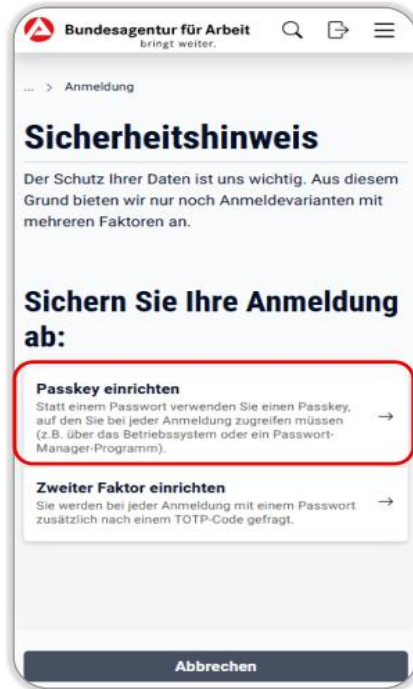 Bundesagentur für Arbeit
bringt weiter.
... > Anmeldung
Sicherheitshinweis
Der Schutz Ihrer Daten ist uns wichtig. Aus diesem
Grund bieten wir nur noch Anmeldevarianten mit
mehreren Faktoren an.
Sichern Sie Ihre Anmeldung
ab:
Passkey einrichten
Statt einem Passwort verwenden Sie einen Passkey,
auf den Sie bei jeder Anmeldung zugreifen müssen
(z.B. über das Betriebssystem oder ein Passwort-
Manager-Programm).
Zweiter Faktor einrichten
Sie werden bei jeder Anmeldung mit einem Passwort
zusätzlich nach einem TOTP-Code gefragt.
Abbrechen